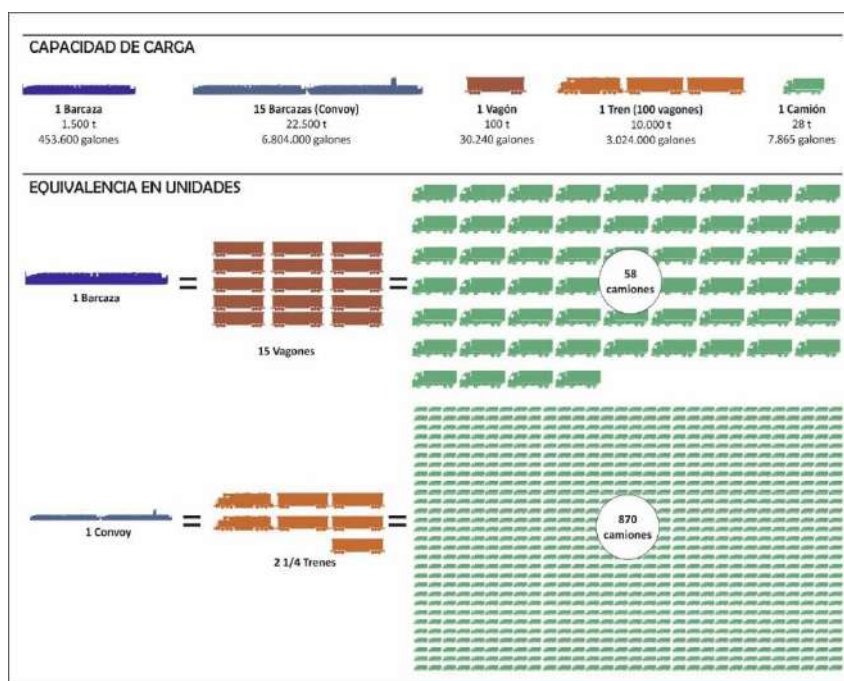 CAPACIDAD DE CARGA
1 Barcaza
1.500 t
453.600 galones
15 Barcazas (Convoy)
22.500 t
6.804.000 galones
1 Vagón
100 t
30.240 galones
1 Tren (100 vagones)
10.000 t
3.024.000 galones
1 Camión
28 t
7.865 galones
EQUIVALENCIA EN UNIDADES
1 Barcaza
=
15 Vagones
=
58
camiones
1 Convoy
=
2 1/4 Trenes
=
870
camiones